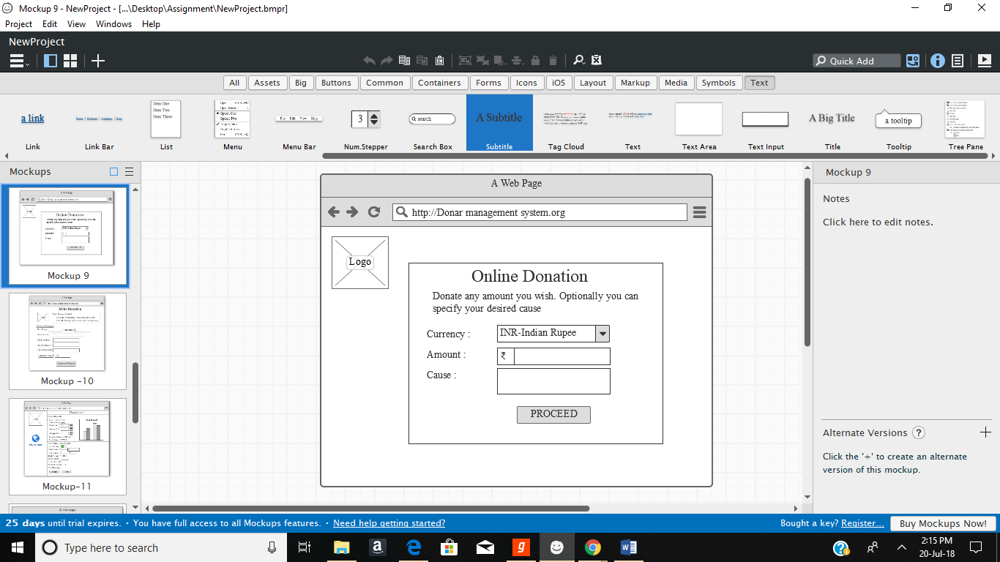 Mockup 9 - NewProject - [...\Desktop\Assignment\NewProject.bmpr]
Project Edit View Windows Help
NewProject
Quick Add
All Assets Big Buttons Common Containers Forms Icons iOS Layout Markup Media Symbols Text
a link
Item One
Item Two
Item Three
File Edit View Help
3
search
A Subtitle
A Big Title
a tooltip
Link Link Bar List Menu Menu Bar Num.Stepper Search Box Subtitle Tag Cloud Text Text Area Text Input Title Tooltip Tree Pane
Mockups
Mockup 9
Mockup -10
Mockup-11
A Web Page
http://Donar management system.org
Logo
Online Donation
Donate any amount you wish. Optionally you can
specify your desired cause
Currency : INR-Indian Rupee
Amount : ₹
Cause :
PROCEED
Mockup 9
Notes
Click here to edit notes.
Alternate Versions ?
Click the '+' to create an alternate
version of this mockup.
25 days until trial expires. · You have full access to all Mockups features. · Need help getting started?
Bought a key? Register... Buy Mockups Now!
Type here to search
2:15 PM
20-Jul-18